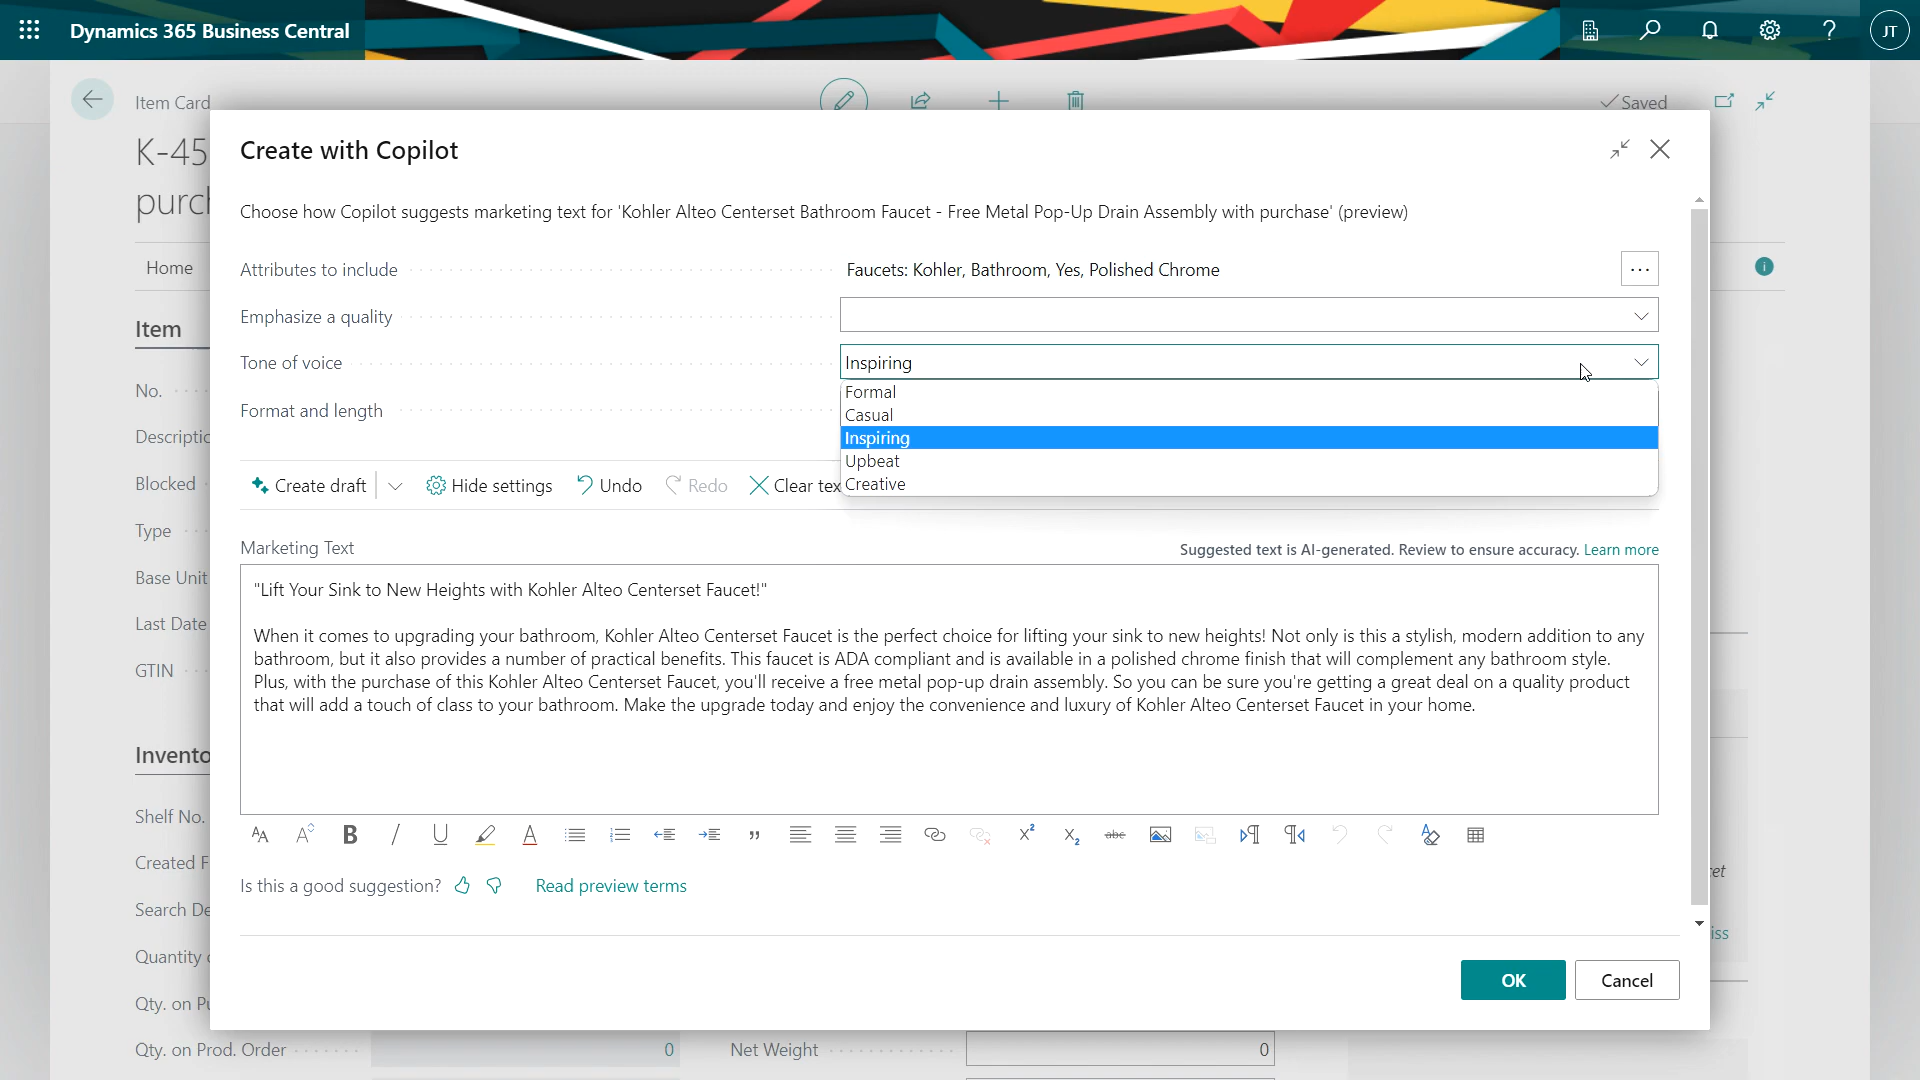 Dynamics 365 Business Central
JT
Item Card
Saved
K-45
purch
Home
Item
No.
Descriptic
Blocked
Type
Base Unit
Last Date
GTIN
Invento
Shelf No.
Created F
Search De
Quantity
Qty. on Pu
Qty. on Prod. Order 0
Net Weight 0
Create with Copilot
Choose how Copilot suggests marketing text for 'Kohler Alteo Centerset Bathroom Faucet - Free Metal Pop-Up Drain Assembly with purchase' (preview)
Attributes to include Faucets: Kohler, Bathroom, Yes, Polished Chrome ...
Emphasize a quality
Tone of voice Inspiring
Formal
Casual
Inspiring
Upbeat
Creative
Format and length
Create draft Hide settings Undo Redo Clear tex
Marketing Text
Suggested text is AI-generated. Review to ensure accuracy. Learn more
"Lift Your Sink to New Heights with Kohler Alteo Centerset Faucet!"
When it comes to upgrading your bathroom, Kohler Alteo Centerset Faucet is the perfect choice for lifting your sink to new heights! Not only is this a stylish, modern addition to any
bathroom, but it also provides a number of practical benefits. This faucet is ADA compliant and is available in a polished chrome finish that will complement any bathroom style.
Plus, with the purchase of this Kohler Alteo Centerset Faucet, you'll receive a free metal pop-up drain assembly. So you can be sure you're getting a great deal on a quality product
that will add a touch of class to your bathroom. Make the upgrade today and enjoy the convenience and luxury of Kohler Alteo Centerset Faucet in your home.
Is this a good suggestion? Read preview terms
OK Cancel
cet
iss